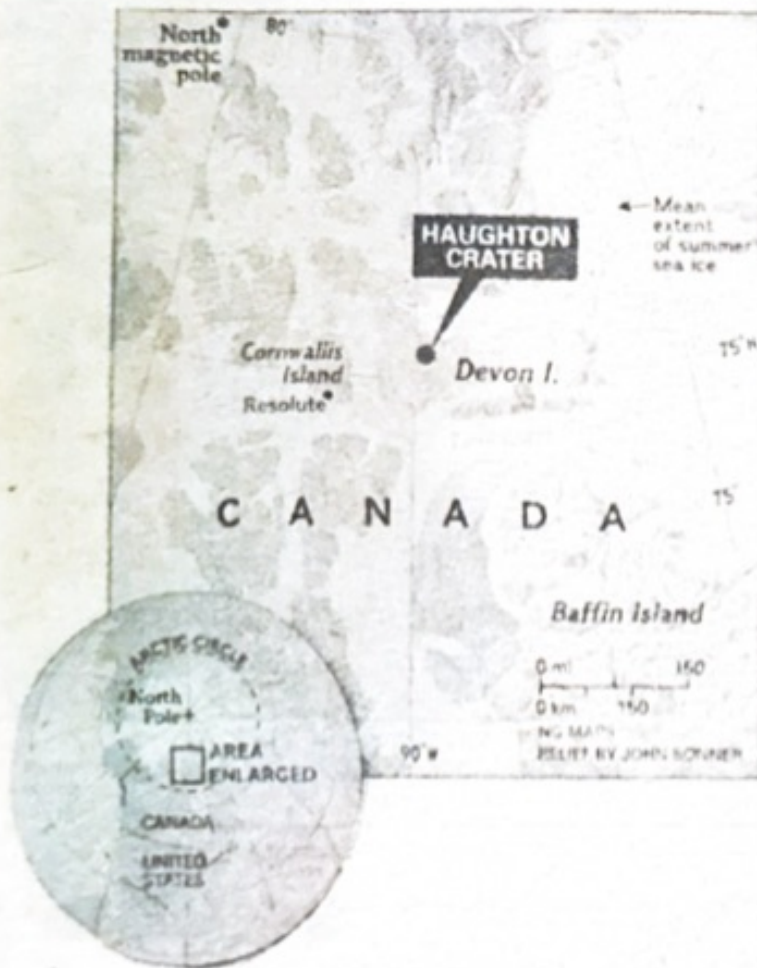 North
magnetic
pole
80°
HAUGHTON
CRATER
Mean
extent
of summer
sea ice
75°N
Cornwallis
Island
Resolute
Devon I.
CANADA
75°
Baffin Island
0 mi 150
0 km 150
NG MAPS
RELIEF BY JOHN BONNER
90°W
ARCTIC CIRCLE
North
Pole+
AREA
ENLARGED
CANADA
UNITED
STATES